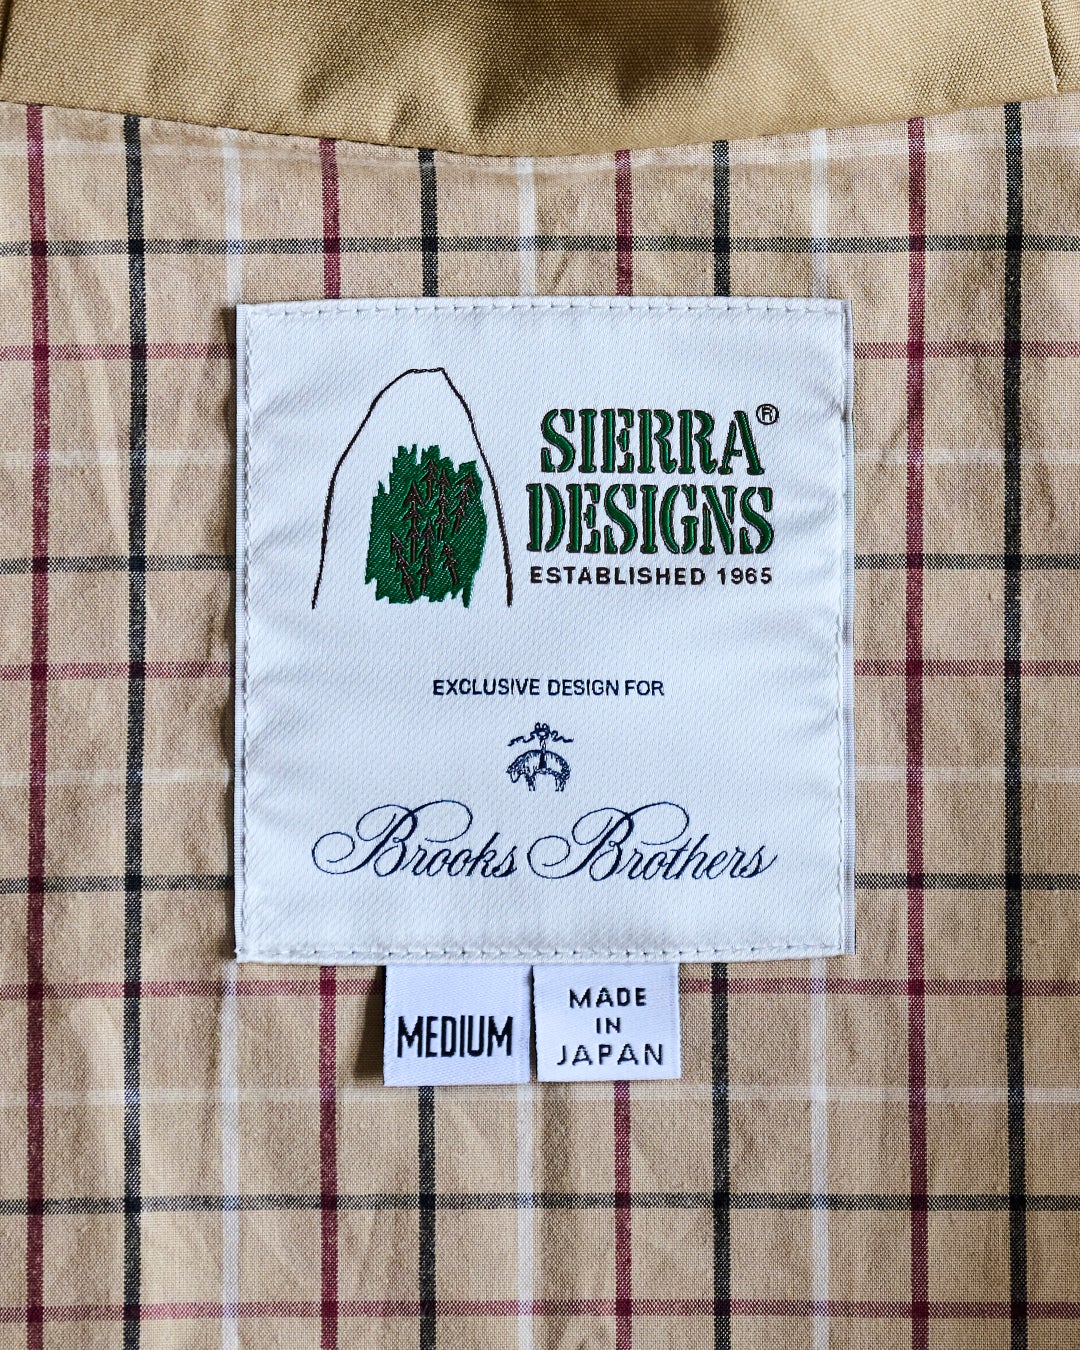 SIERRA®
DESIGNS
ESTABLISHED 1965
EXCLUSIVE DESIGN FOR
Brooks Brothers
MEDIUM
MADE
IN
JAPAN